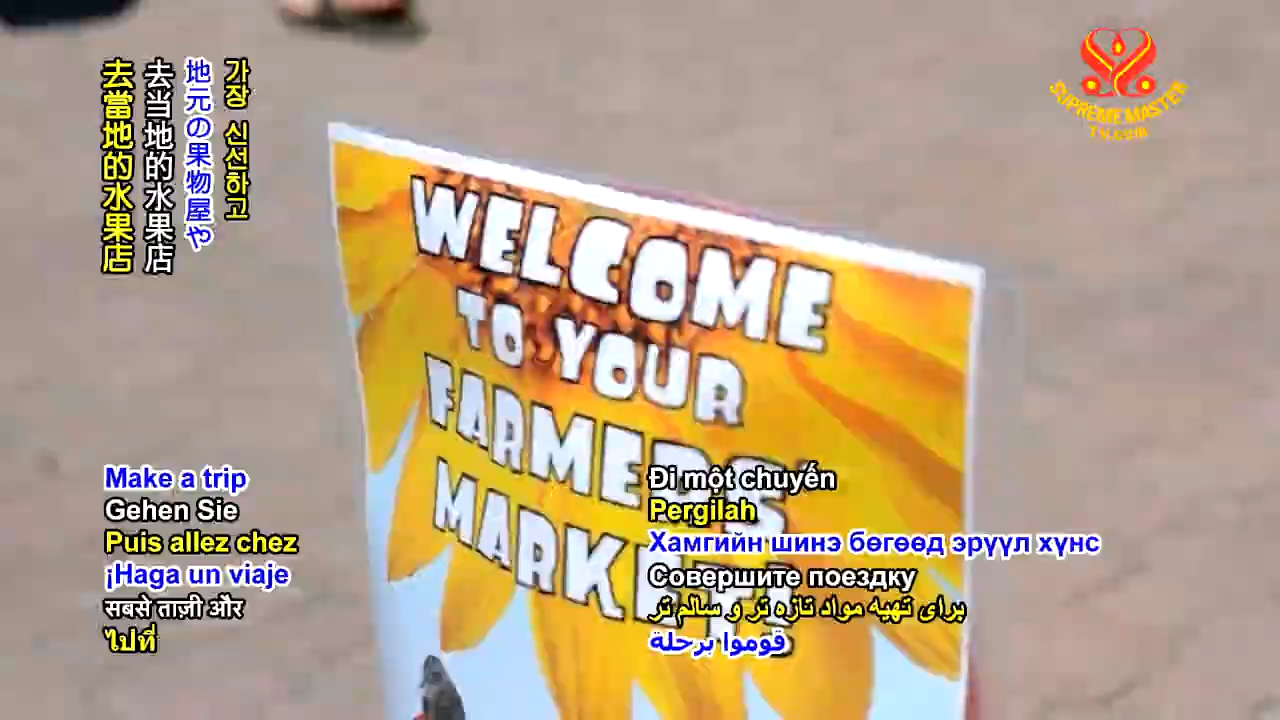 가장 신선하고
地元の果物屋や
去当地的水果店
去當地的水果店
SUPREME MASTER
WELCOME
TO YOUR
FARMERS'
MARKET!
Make a trip
Gehen Sie
Puis allez chez
¡Haga un viaje
सबसे ताज़ी और
ไปที่
Đi một chuyến
Pergilah
Хамгийн шинэ бөгөөд эрүүл хүнс
Совершите поездку
برای تهیه مواد تازه تر و سالم تر
قوموا برحلة